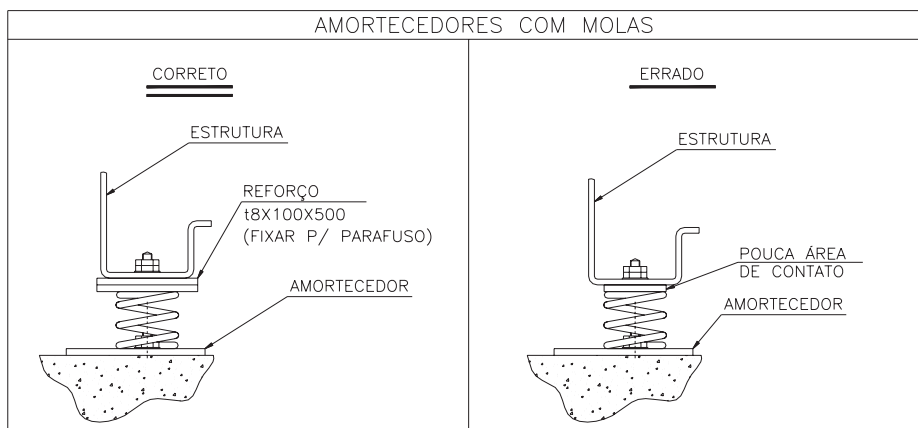 AMORTECEDORES COM MOLAS
CORRETO
ESTRUTURA
REFORÇO
t8X100X500
(FIXAR P/ PARAFUSO)
AMORTECEDOR
ERRADO
ESTRUTURA
POUCA ÁREA
DE CONTATO
AMORTECEDOR